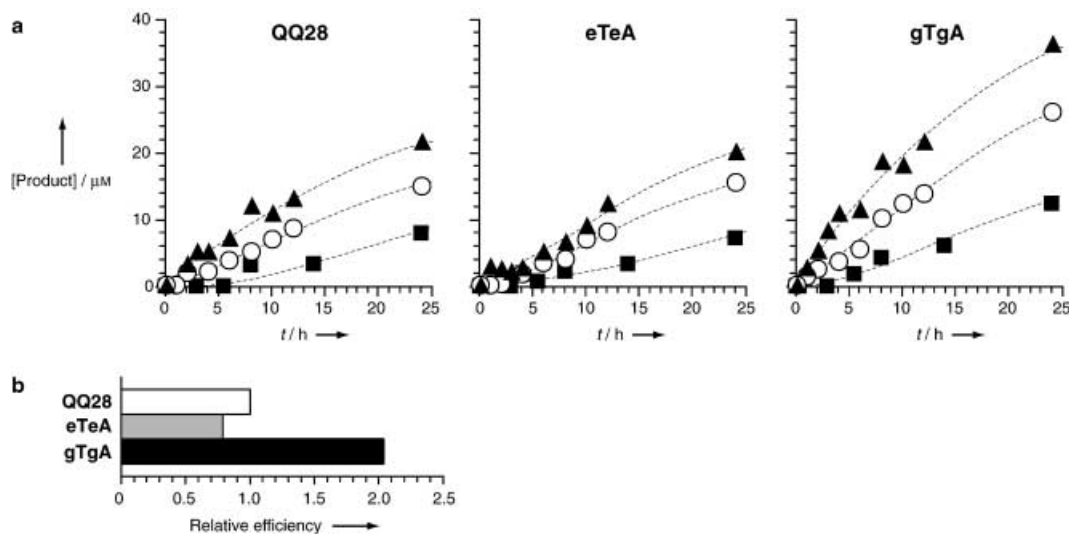 a
QQ28
eTeA
gTgA
40
30
20
10
0
[Product] / μM
0 5 10 15 20 25
0 5 10 15 20 25
0 5 10 15 20 25
t / h
t / h
t / h
b
QQ28
eTeA
gTgA
0 0.5 1.0 1.5 2.0 2.5
Relative efficiency